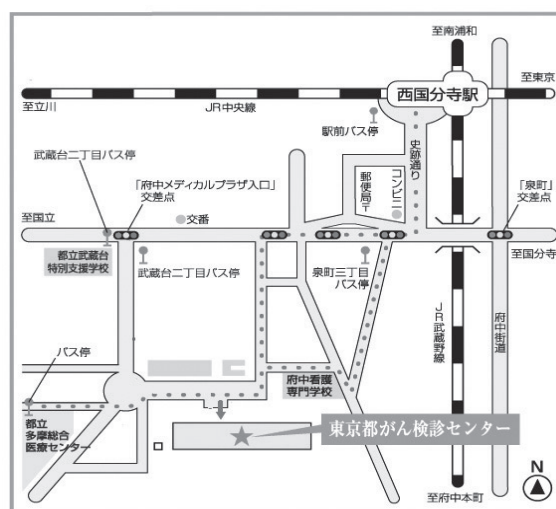 至南浦和
至東京
西国分寺駅
至立川
JR中央線
駅前バス停
史跡通り
武蔵台二丁目バス停
「府中メディカルプラザ入口」
交差点
郵便局〒
コンビニ
「泉町」
交差点
交番
至国立
至国分寺
都立武蔵台
特別支援学校
武蔵台二丁目バス停
泉町三丁目
バス停
JR武蔵野線
府中街道
バス停
府中看護
専門学校
都立
多摩総合
医療センター
東京都がん検診センター
N
至府中本町